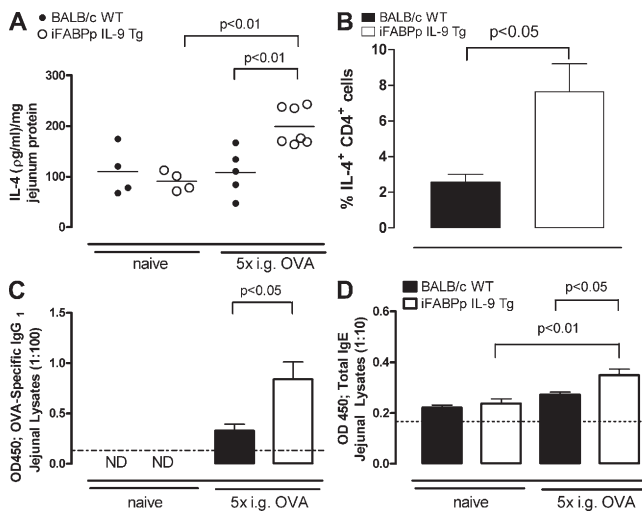 A
● BALB/c WT
○ iFABPp IL-9 Tg
p<0.01
p<0.01
IL-4 (ρg/ml)/mg
jejunum protein
300
200
100
0
naive
5x i.g. OVA
B
■ BALB/c WT
□ iFABPp IL-9 Tg
p<0.05
% IL-4+ CD4+ cells
10
8
6
4
2
0
C
p<0.05
OD450; OVA-Specific IgG 1
Jejunal Lysates (1:100)
1.5
1.0
0.5
0.0
ND
ND
naive
5x i.g. OVA
D
■ BALB/c WT
□ iFABPp IL-9 Tg
p<0.05
p<0.01
OD 450; Total IgE
Jejunal Lysates (1:10)
0.6
0.4
0.2
0.0
naive
5x i.g. OVA